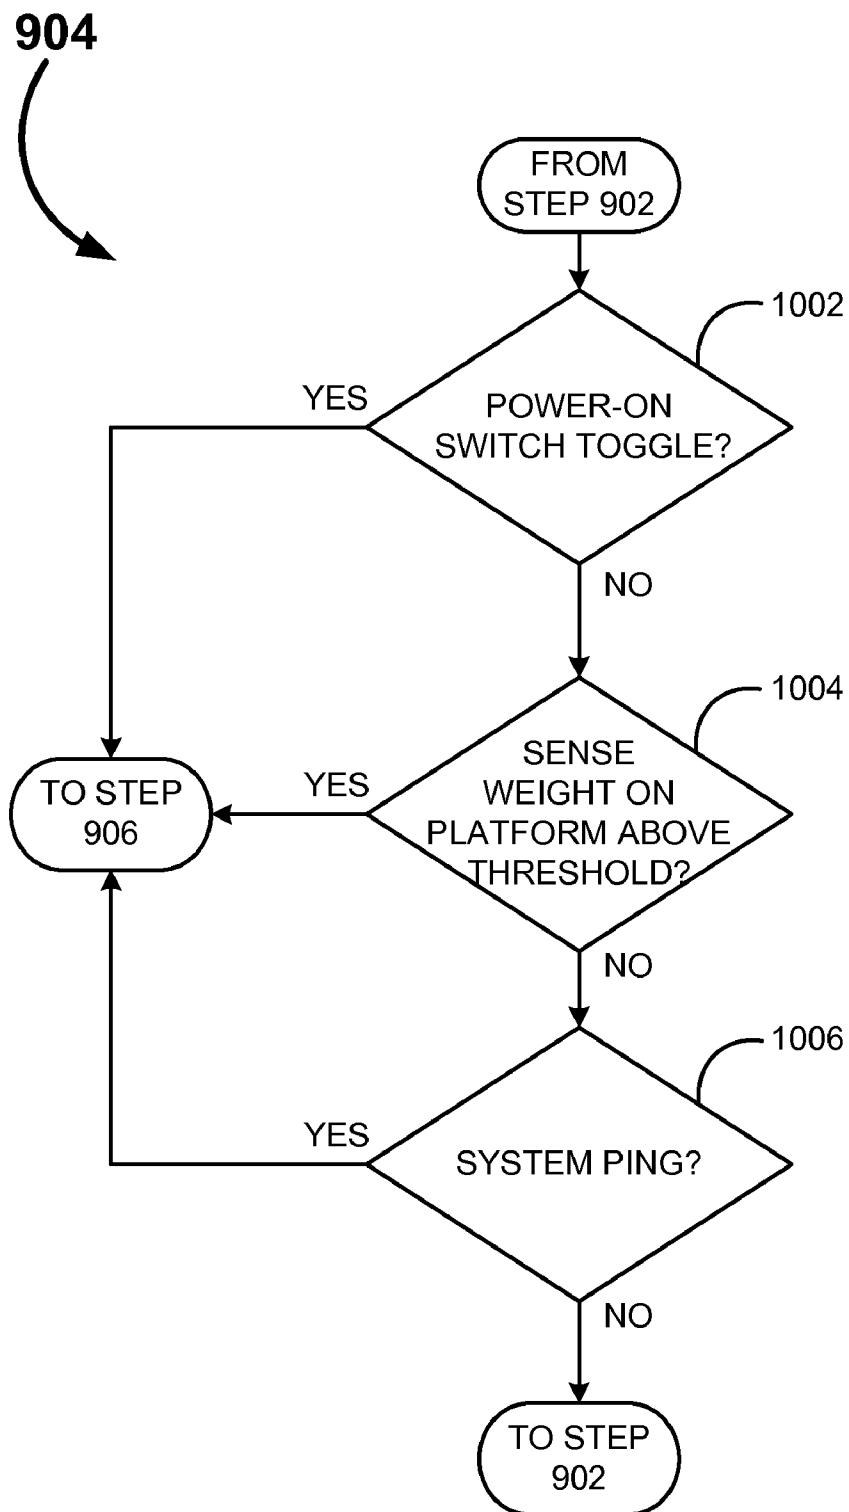 904
FROM
STEP 902
1002
YES
POWER-ON
SWITCH TOGGLE?
NO
1004
SENSE
WEIGHT ON
PLATFORM ABOVE
THRESHOLD?
YES
TO STEP
906
NO
1006
YES
SYSTEM PING?
NO
TO STEP
902